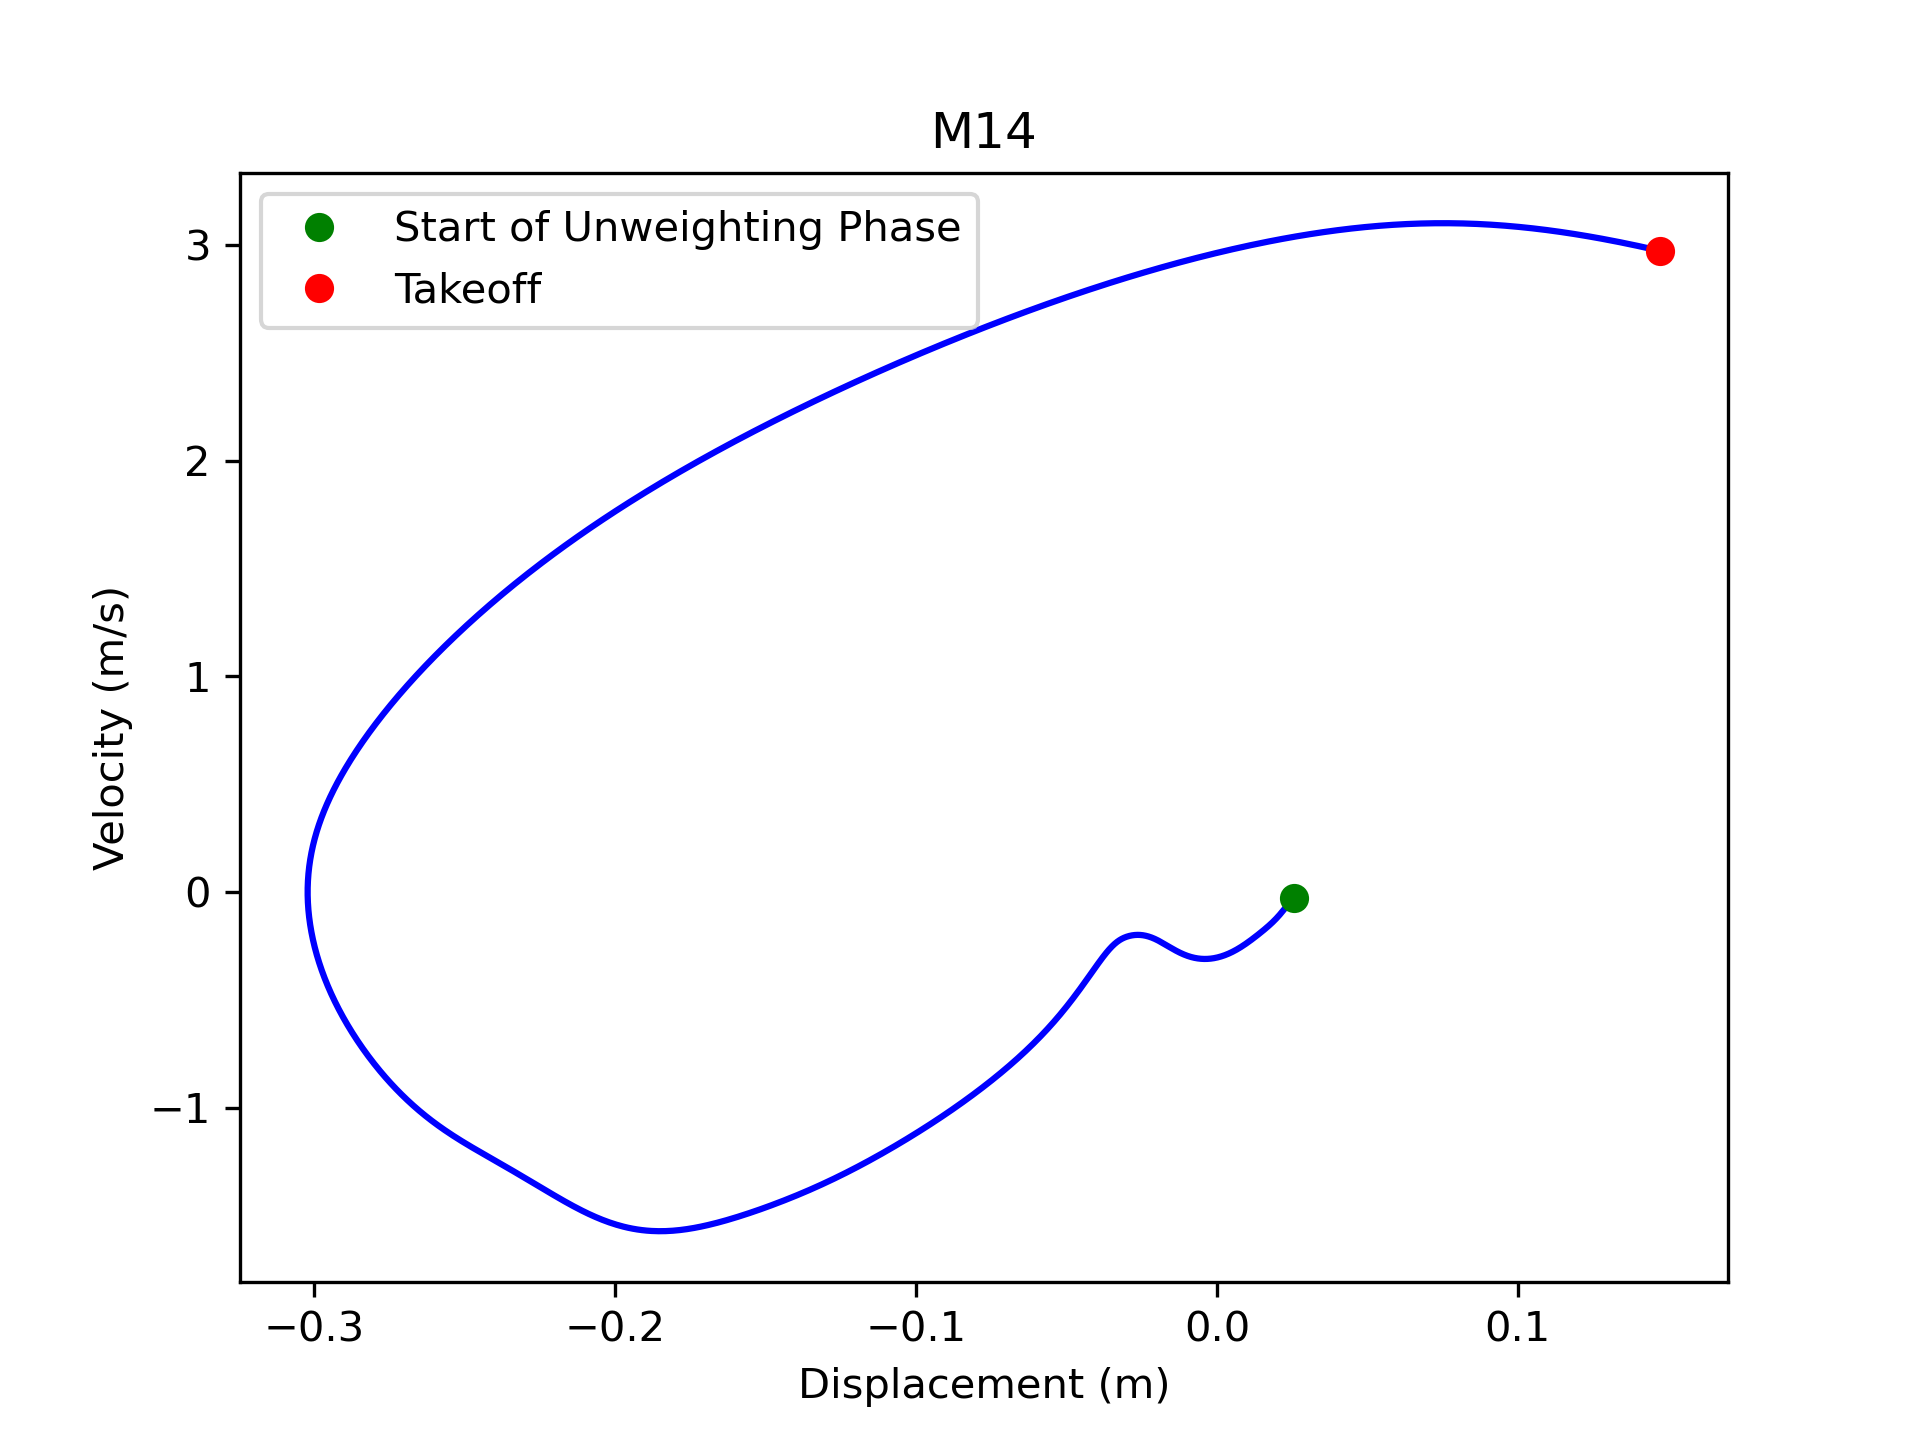 M14
Start of Unweighting Phase
Takeoff
3
2
1
0
−1
Velocity (m/s)
−0.3 −0.2 −0.1 0.0 0.1
Displacement (m)